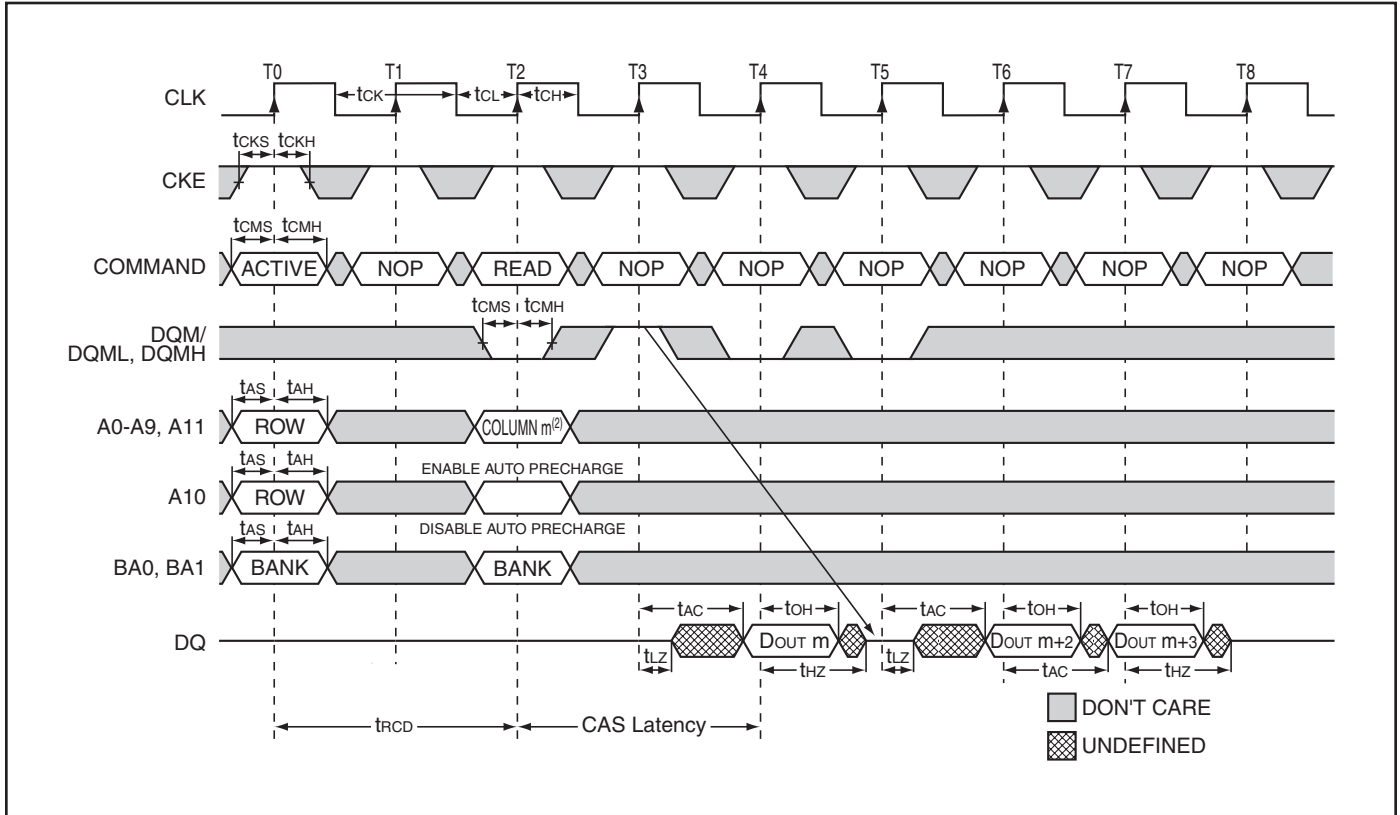 T0 T1 T2 T3 T4 T5 T6 T7 T8
CLK
tCK tCL tCH
tCKS tCKH
CKE
tCMS tCMH
COMMAND ACTIVE NOP READ NOP NOP NOP NOP NOP NOP
tCMS tCMH
DQM/
DQML, DQMH
tAS tAH
A0-A9, A11 ROW COLUMN m(2)
tAS tAH ENABLE AUTO PRECHARGE
A10 ROW
tAS tAH DISABLE AUTO PRECHARGE
BA0, BA1 BANK BANK
tAC tOH tAC tOH tOH
DQ DOUT m DOUT m+2 DOUT m+3
tLZ tHZ tLZ tAC tHZ
DON'T CARE
tRCD CAS Latency
UNDEFINED